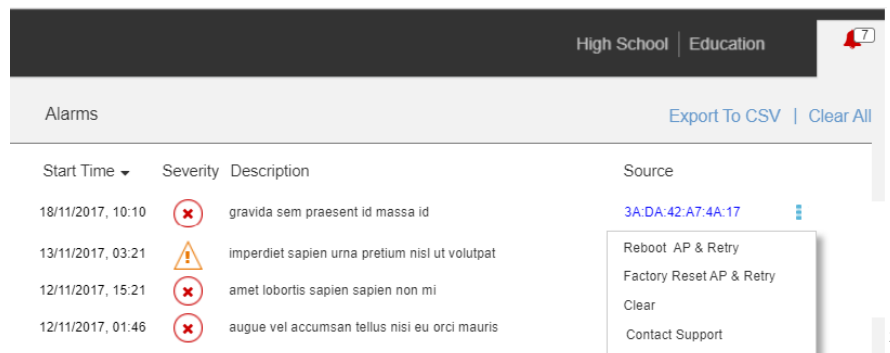 High School | Education
7
Alarms
Export To CSV | Clear All
Start Time Severity Description Source
18/11/2017, 10:10 gravida sem praesent id massa id 3A:DA:42:A7:4A:17
13/11/2017, 03:21 imperdiet sapien urna pretium nisl ut volutpat
Reboot AP & Retry
Factory Reset AP & Retry
12/11/2017, 15:21 amet lobortis sapien sapien non mi
Clear
12/11/2017, 01:46 augue vel accumsan tellus nisi eu orci mauris
Contact Support